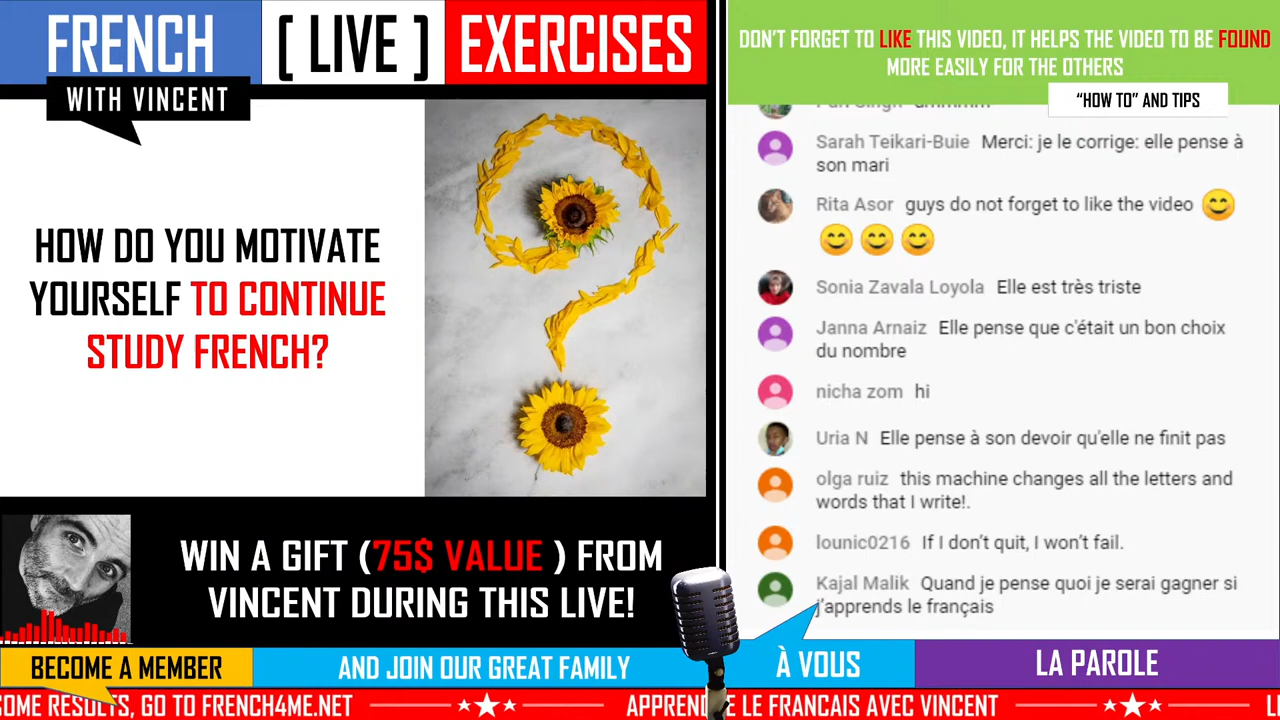 FRENCH
[ LIVE ]
EXERCISES
WITH VINCENT
HOW DO YOU MOTIVATE
YOURSELF TO CONTINUE
STUDY FRENCH?
WIN A GIFT (75$ VALUE ) FROM
VINCENT DURING THIS LIVE!
BECOME A MEMBER
AND JOIN OUR GREAT FAMILY
DON'T FORGET TO LIKE THIS VIDEO, IT HELPS THE VIDEO TO BE FOUND
MORE EASILY FOR THE OTHERS
“HOW TO” AND TIPS
Sarah Teikari-Buie Merci: je le corrige: elle pense à
son mari
Rita Asor guys do not forget to like the video 😊
😊😊😊
Sonia Zavala Loyola Elle est très triste
Janna Arnaiz Elle pense que c'était un bon choix
du nombre
nicha zom hi
Uria N Elle pense à son devoir qu'elle ne finit pas
olga ruiz this machine changes all the letters and
words that I write!.
lounic0216 If I don't quit, I won't fail.
Kajal Malik Quand je pense quoi je serai gagner si
j'apprends le français
À VOUS
LA PAROLE
SOME RESULTS, GO TO FRENCH4ME.NET
LE FRANCAIS AVEC VINCENT